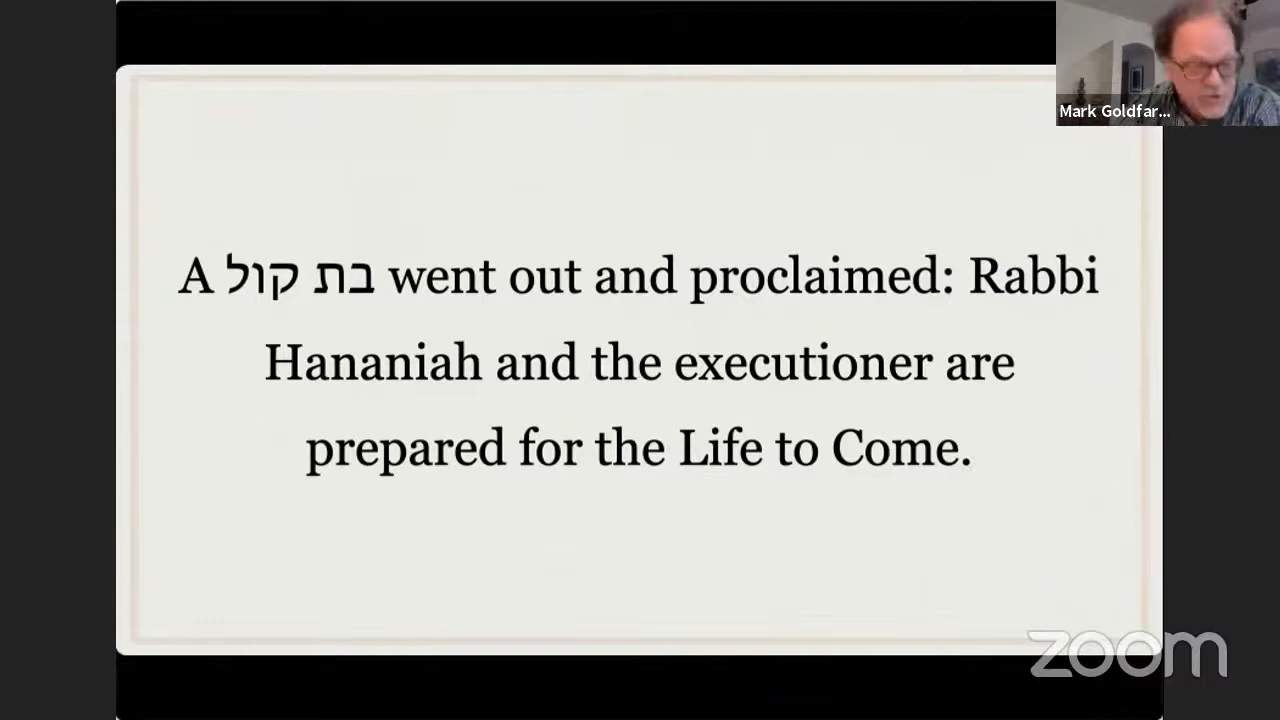 Mark Goldfar...
A בת קול went out and proclaimed: Rabbi
Hananiah and the executioner are
prepared for the Life to Come.
zoom